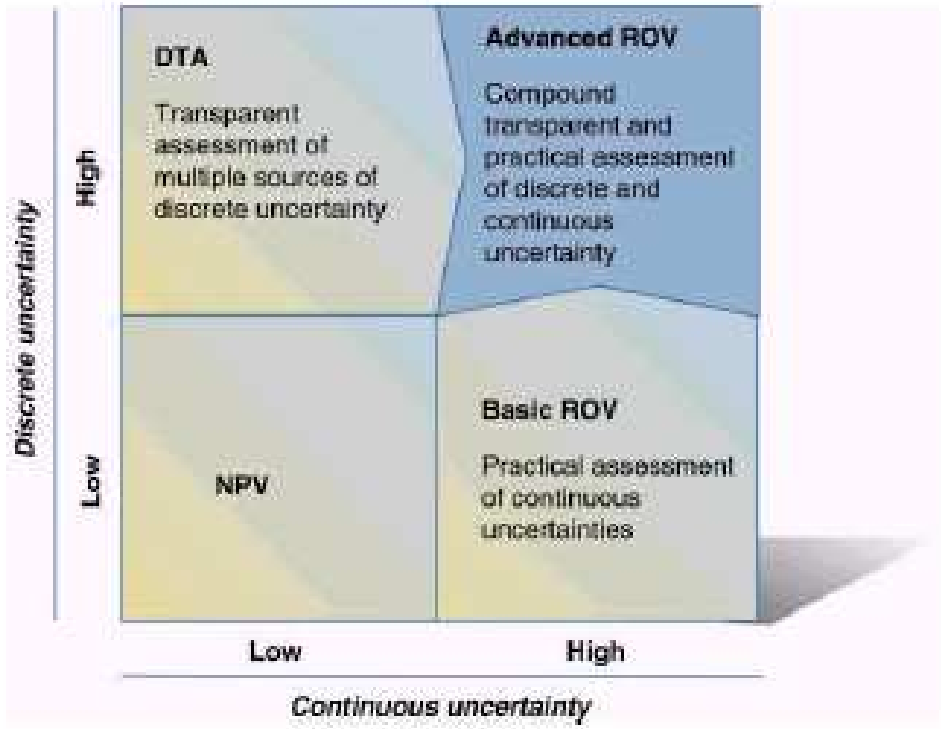 DTA
Transparent
assessment of
multiple sources of
discrete uncertainty
Advanced ROV
Compound
transparent and
practical assessment
of discrete and
continuous
uncertainty
High
Discrete uncertainty
Low
NPV
Basic ROV
Practical assessment
of continuous
uncertainties
Low
High
Continuous uncertainty